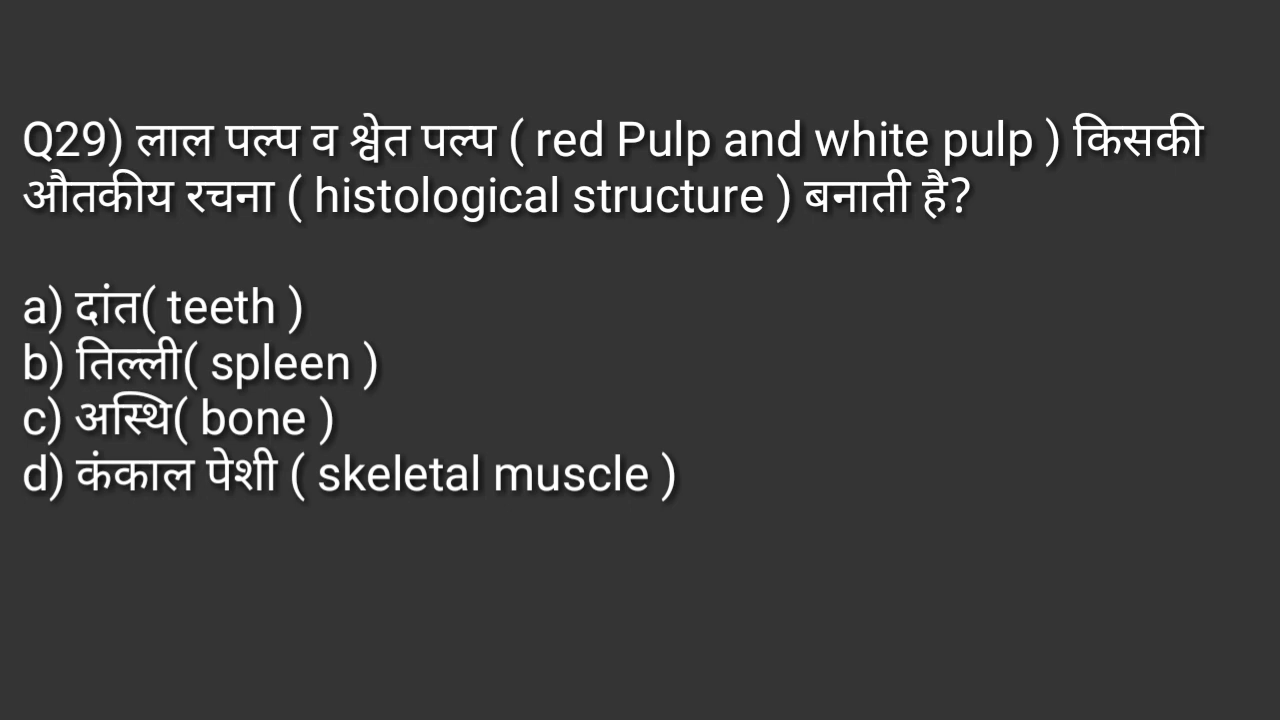 Q29) लाल पल्प व श्वेत पल्प ( red Pulp and white pulp ) किसकी
औतकीय रचना ( histological structure ) बनाती है?
a) दांत( teeth )
b) तिल्ली( spleen )
c) अस्थि( bone )
d) कंकाल पेशी ( skeletal muscle )